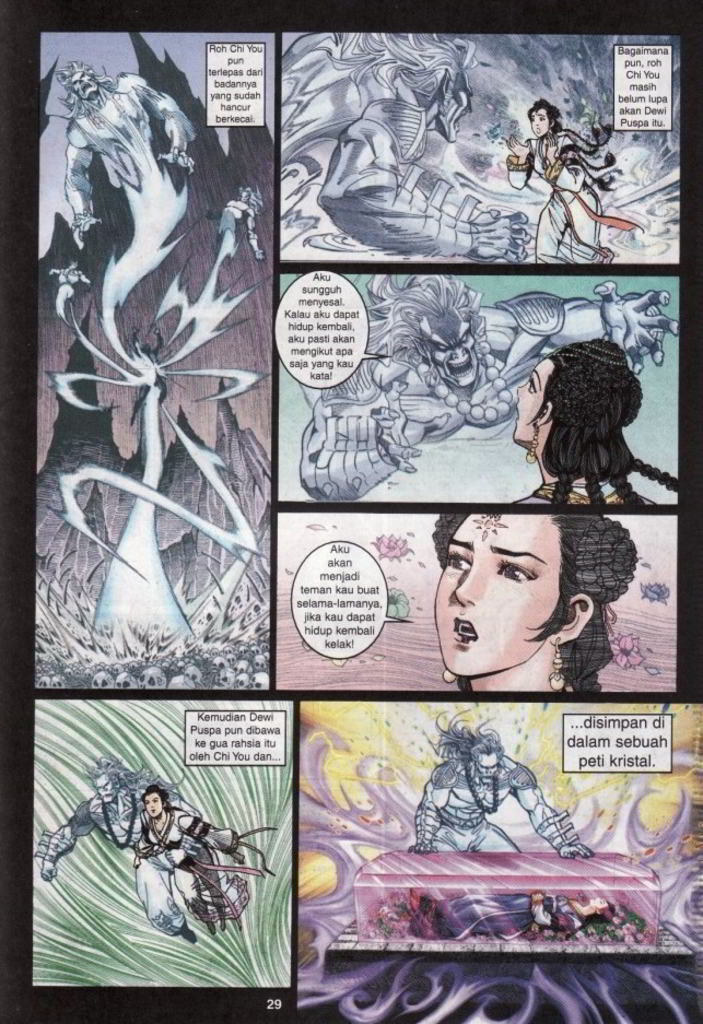 Roh Chi You
pun
terlepas dari
badannya
yang sudah
hancur
berkecai.
Bagaimana
pun, roh
Chi You
masih
belum lupa
akan Dewi
Puspa itu.
Aku
sungguh
menyesal.
Kalau aku dapat
hidup kembali,
aku pasti akan
mengikut apa
saja yang kau
kata!
Aku
akan
menjadi
teman kau buat
selama-lamanya,
jika kau dapat
hidup kembali
kelak!
Kemudian Dewi
Puspa pun dibawa
ke gua rahsia itu
oleh Chi You dan...
...disimpan di
dalam sebuah
peti kristal.
29